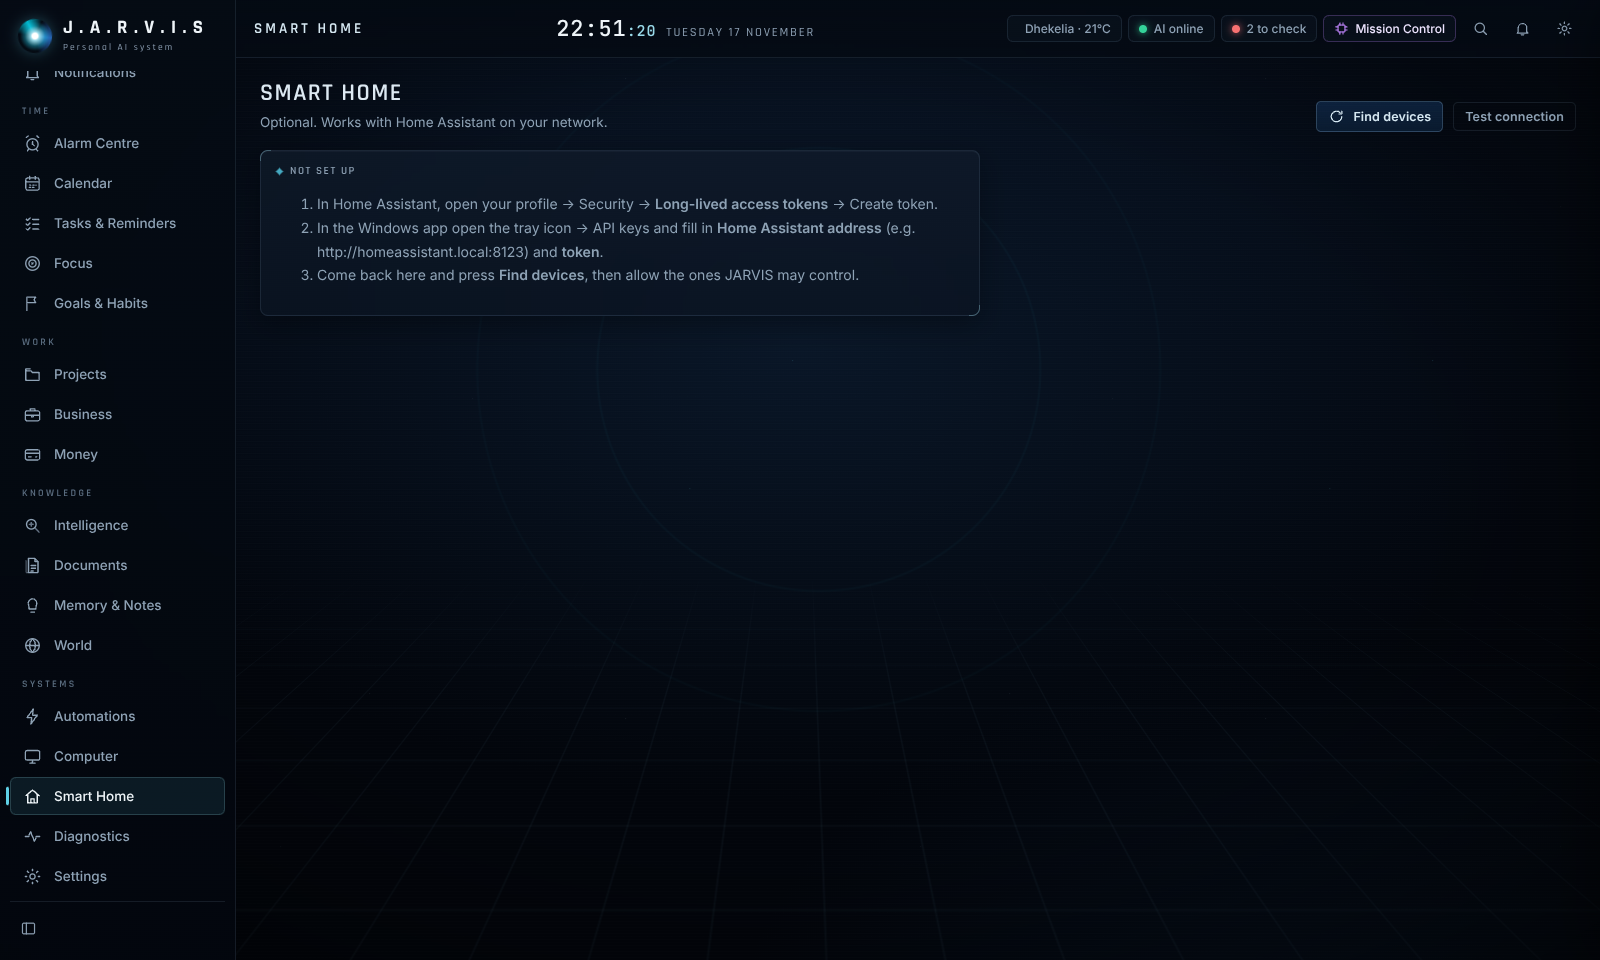 J.A.R.V.I.S
Personal AI system
Notifications
TIME
Alarm Centre
Calendar
Tasks & Reminders
Focus
Goals & Habits
WORK
Projects
Business
Money
KNOWLEDGE
Intelligence
Documents
Memory & Notes
World
SYSTEMS
Automations
Computer
Smart Home
Diagnostics
Settings
SMART HOME
22:51:20 TUESDAY 17 NOVEMBER
Dhekelia · 21°C
AI online
2 to check
Mission Control
SMART HOME
Optional. Works with Home Assistant on your network.
Find devices
Test connection
NOT SET UP
1. In Home Assistant, open your profile → Security → Long-lived access tokens → Create token.
2. In the Windows app open the tray icon → API keys and fill in Home Assistant address (e.g.
http://homeassistant.local:8123) and token.
3. Come back here and press Find devices, then allow the ones JARVIS may control.